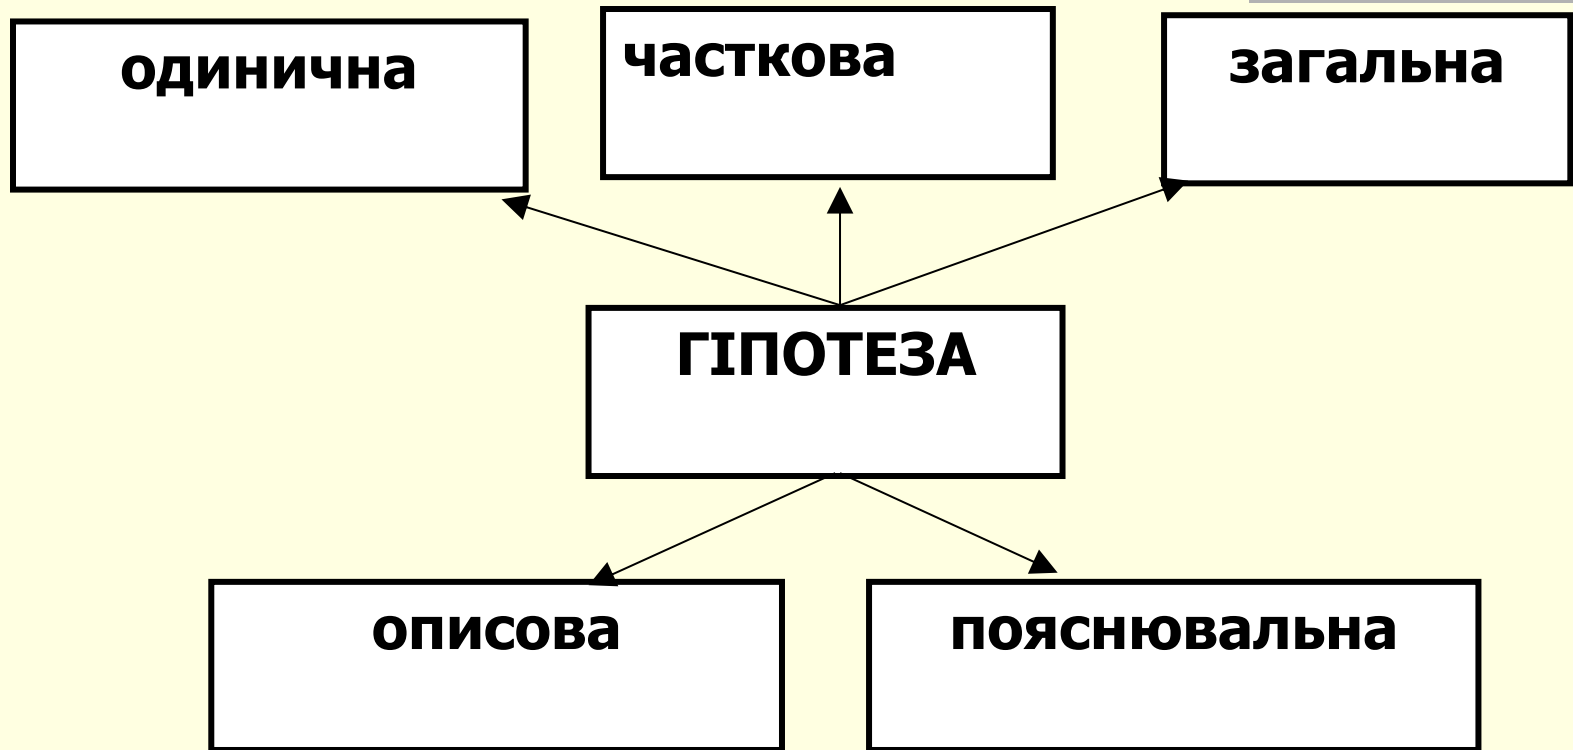 одинична
часткова
загальна
ГІПОТЕЗА
описова
пояснювальна